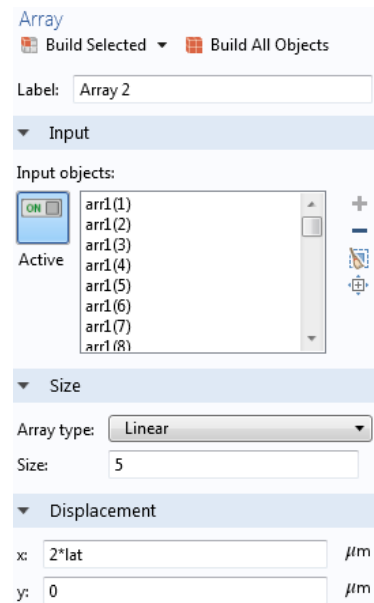 Array
Build Selected Build All Objects
Label: Array 2
Input
Input objects:
ON
Active
arr1(1)
arr1(2)
arr1(3)
arr1(4)
arr1(5)
arr1(6)
arr1(7)
arr1(8)
Size
Array type: Linear
Size: 5
Displacement
x: 2*lat μm
y: 0 μm